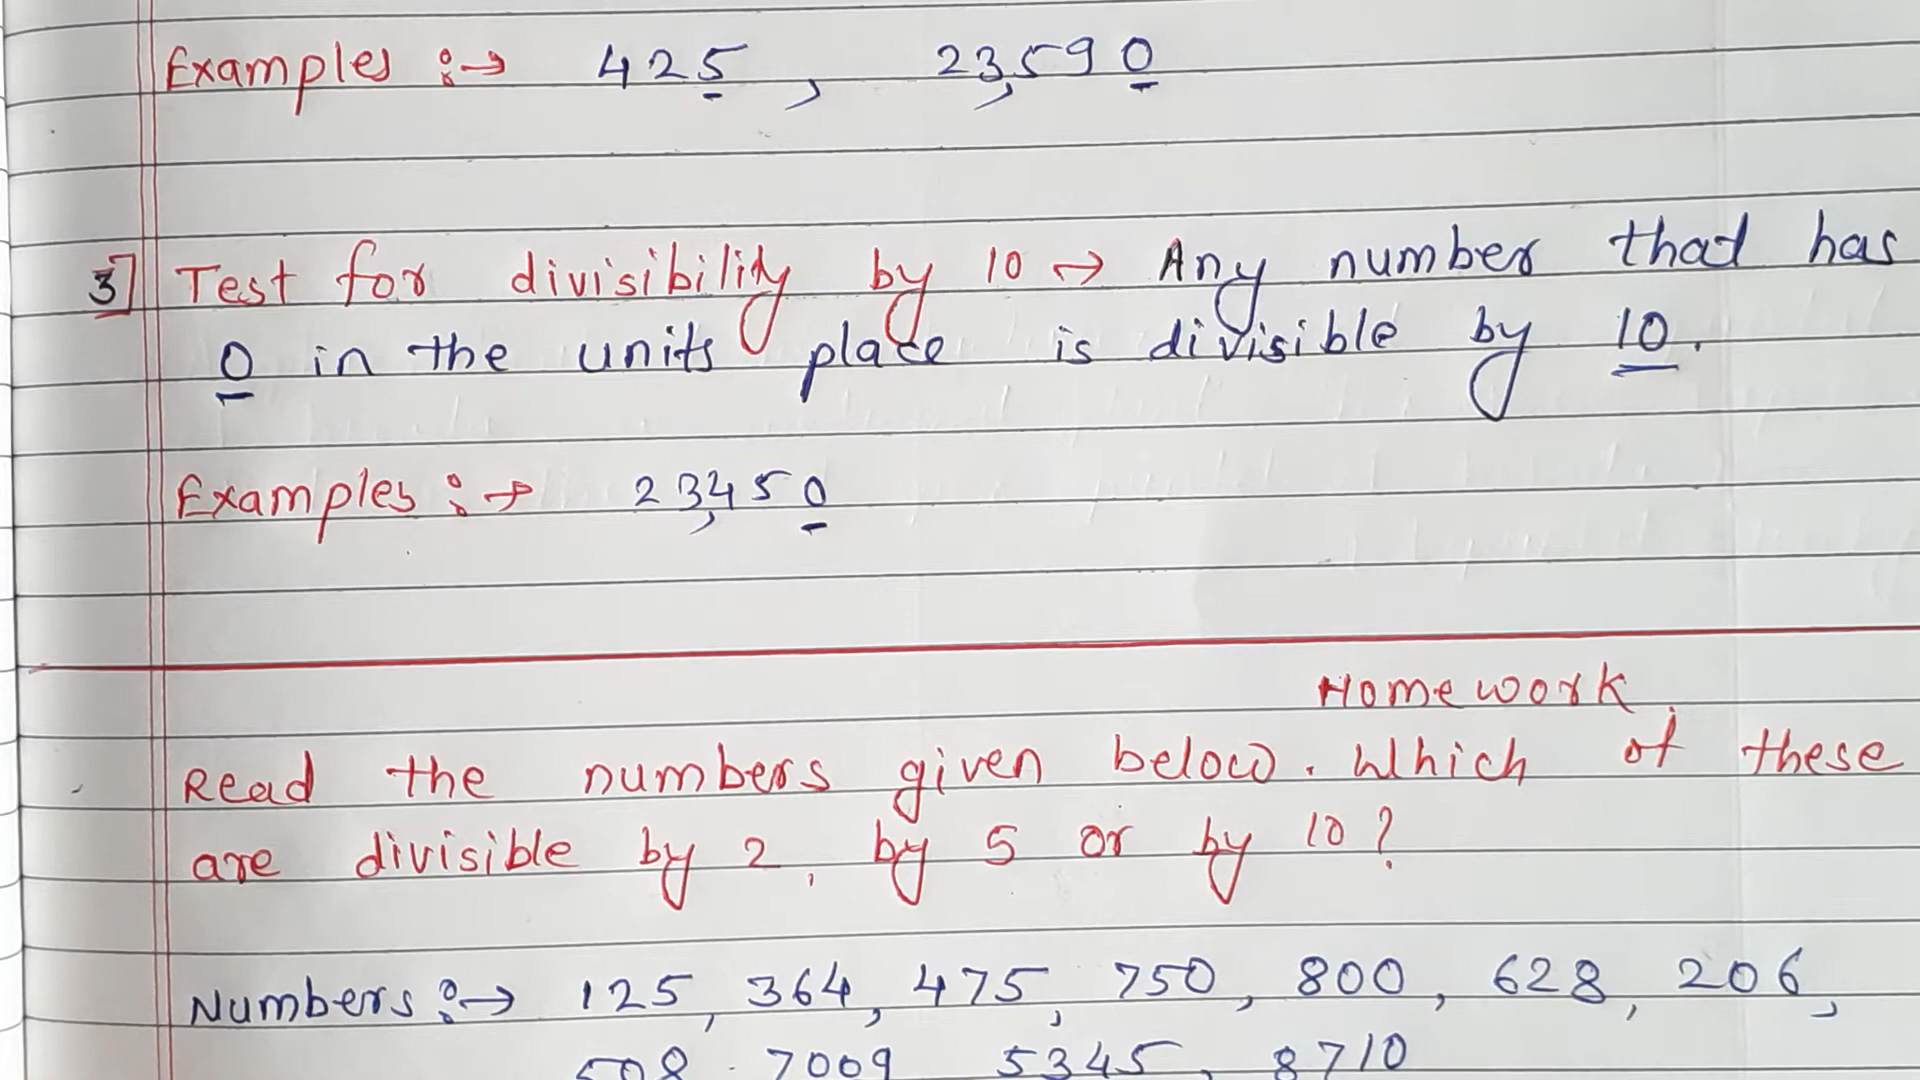 Examples :→ 425 , 23,590
3] Test for divisibility by 10 → Any number that has
0 in the units place is divisible by 10.
Examples :→ 23,450
Homework
Read the numbers given below. Which of these
are divisible by 2, by 5 or by 10?
Numbers :→ 125, 364, 475, 750, 800, 628, 206,
508, 7009 5345, 8710